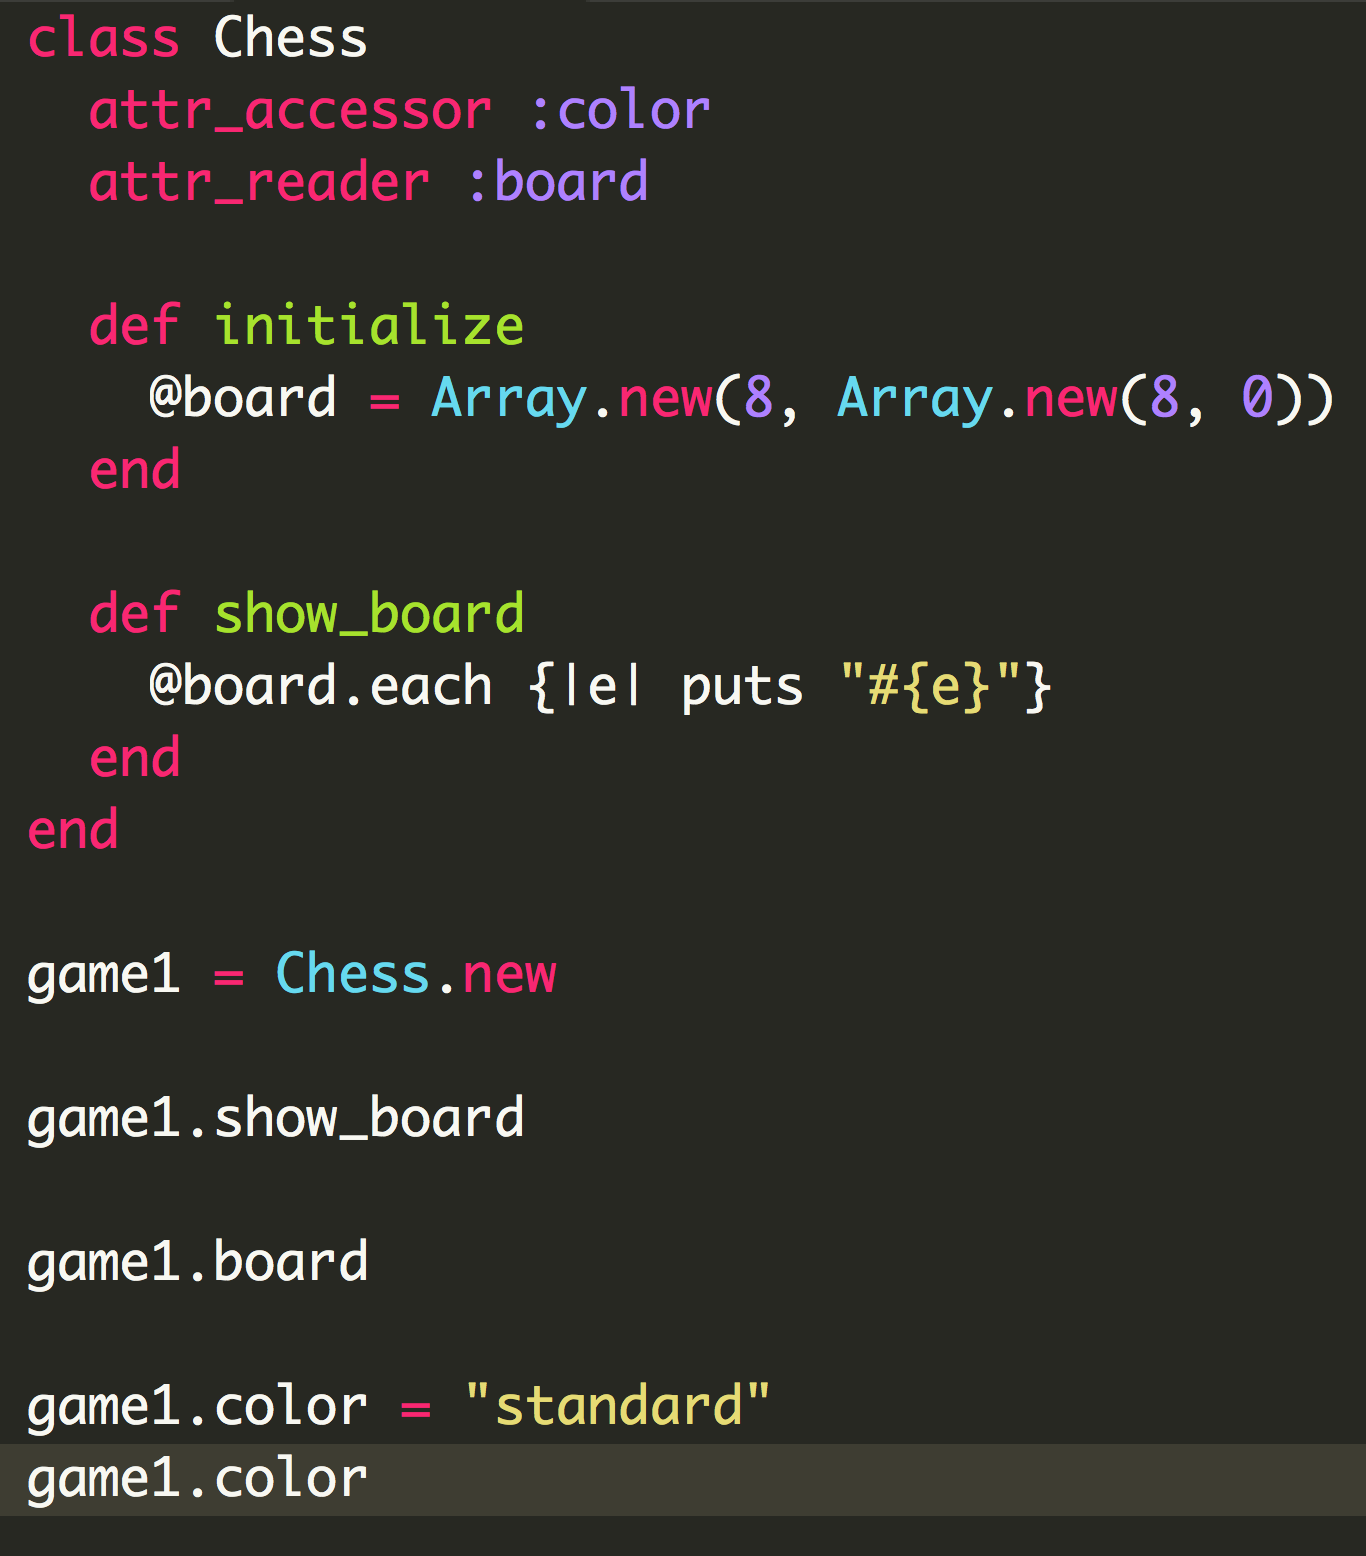 class Chess
  attr_accessor :color
  attr_reader :board

  def initialize
    @board = Array.new(8, Array.new(8, 0))
  end

  def show_board
    @board.each {|e| puts "#{e}"}
  end
end

game1 = Chess.new

game1.show_board

game1.board

game1.color = "standard"
game1.color